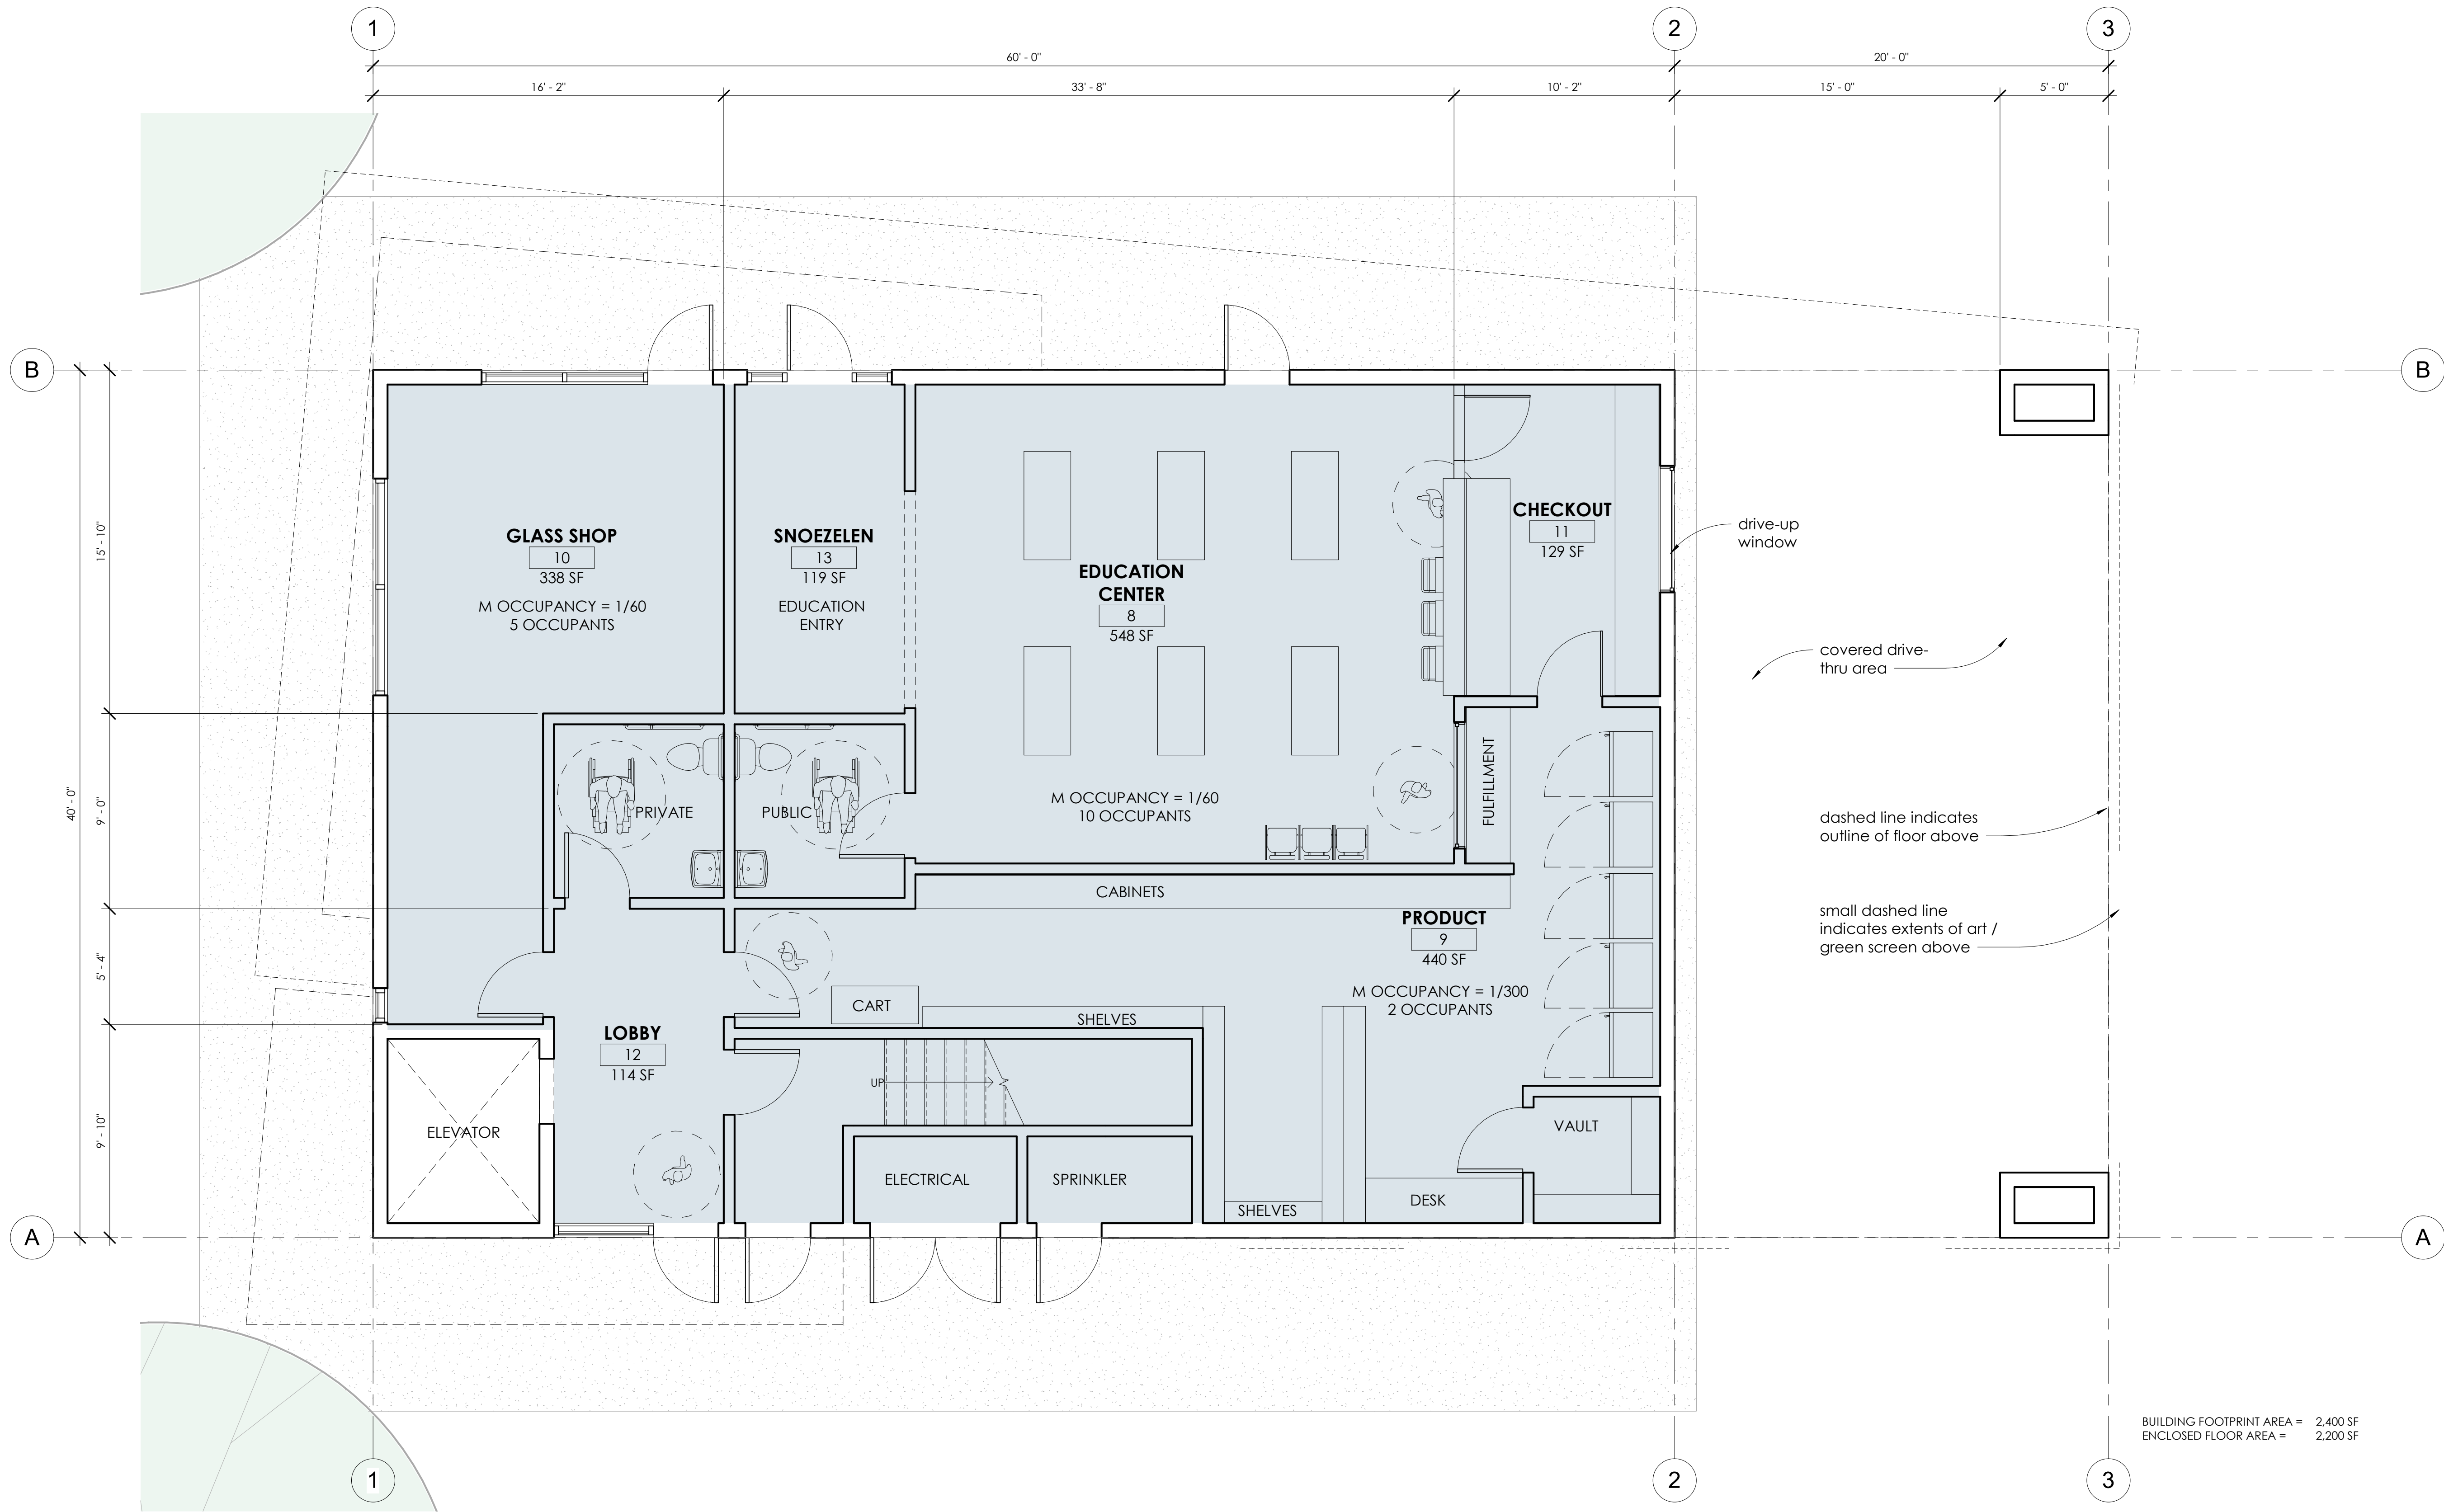 1
2
3
60' - 0"
20' - 0"
16' - 2"
33' - 8"
10' - 2"
15' - 0"
5' - 0"
B
B
15' - 10"
40' - 0"
9' - 0"
5' - 4"
9' - 10"
GLASS SHOP
10
338 SF
M OCCUPANCY = 1/60
5 OCCUPANTS
SNOEZELEN
13
119 SF
EDUCATION
ENTRY
EDUCATION
CENTER
8
548 SF
M OCCUPANCY = 1/60
10 OCCUPANTS
CHECKOUT
11
129 SF
drive-up
window
covered drive-
thru area
PRIVATE
PUBLIC
FULFILLMENT
dashed line indicates
outline of floor above
CABINETS
PRODUCT
9
440 SF
M OCCUPANCY = 1/300
2 OCCUPANTS
small dashed line
indicates extents of art /
green screen above
CART
SHELVES
LOBBY
12
114 SF
UP
ELEVATOR
VAULT
ELECTRICAL
SPRINKLER
SHELVES
DESK
A
A
BUILDING FOOTPRINT AREA = 2,400 SF
ENCLOSED FLOOR AREA = 2,200 SF
1
2
3